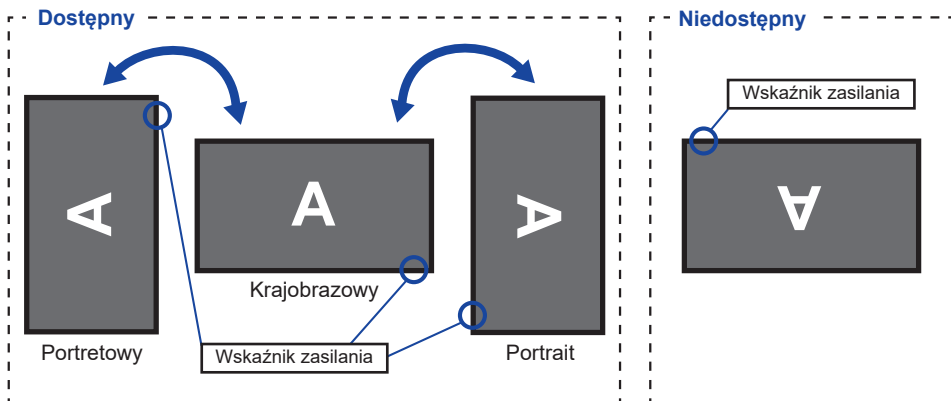 Dostępny
Niedostępny
Wskaźnik zasilania
A
A
A
A
Krajobrazowy
Portretowy
Wskaźnik zasilania
Portrait